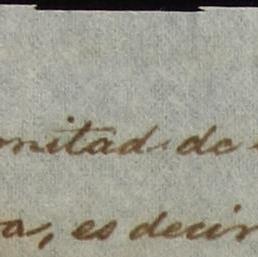 mitad de
a, es decir